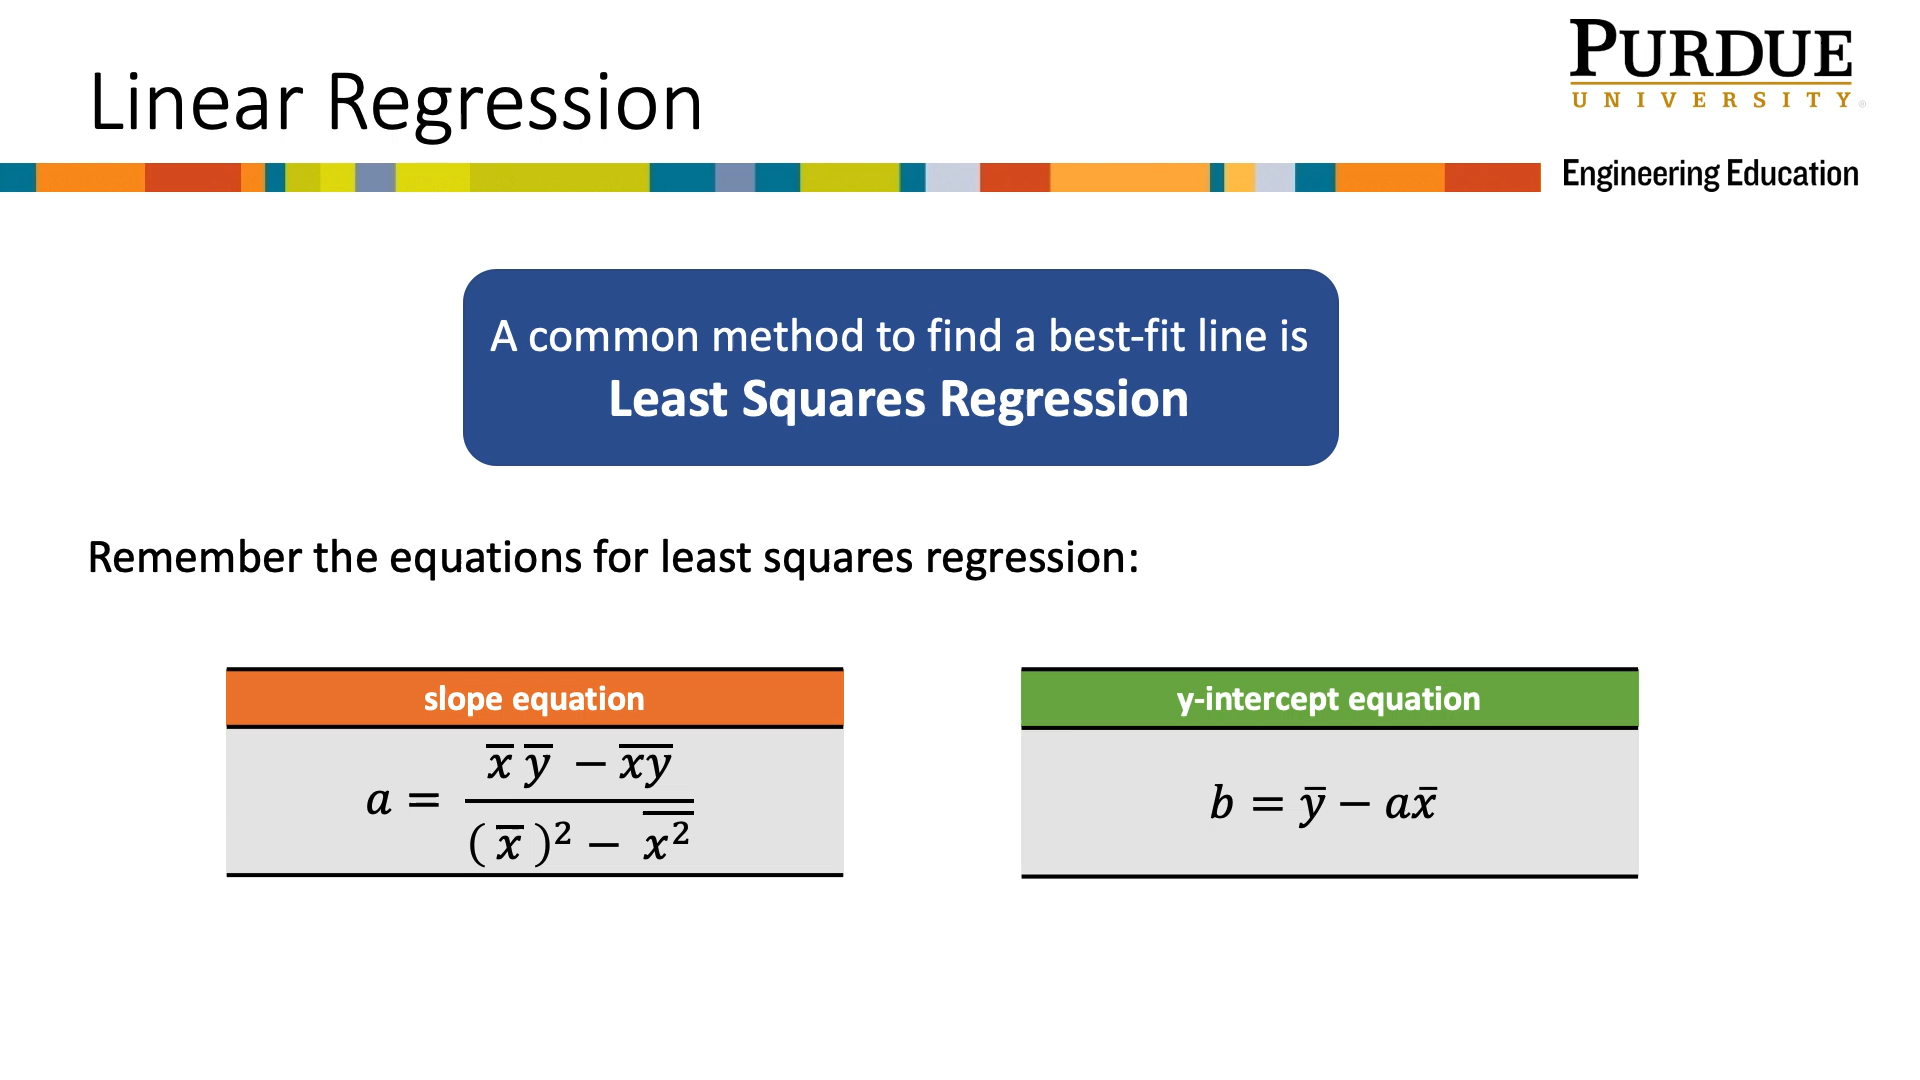 PURDUE
UNIVERSITY®
Linear Regression
Engineering Education
A common method to find a best-fit line is
Least Squares Regression
Remember the equations for least squares regression:
slope equation
a = (x̅ y̅ − x̅y̅) / ((x̅)² − x̅²̅)
y-intercept equation
b = y̅ − ax̅